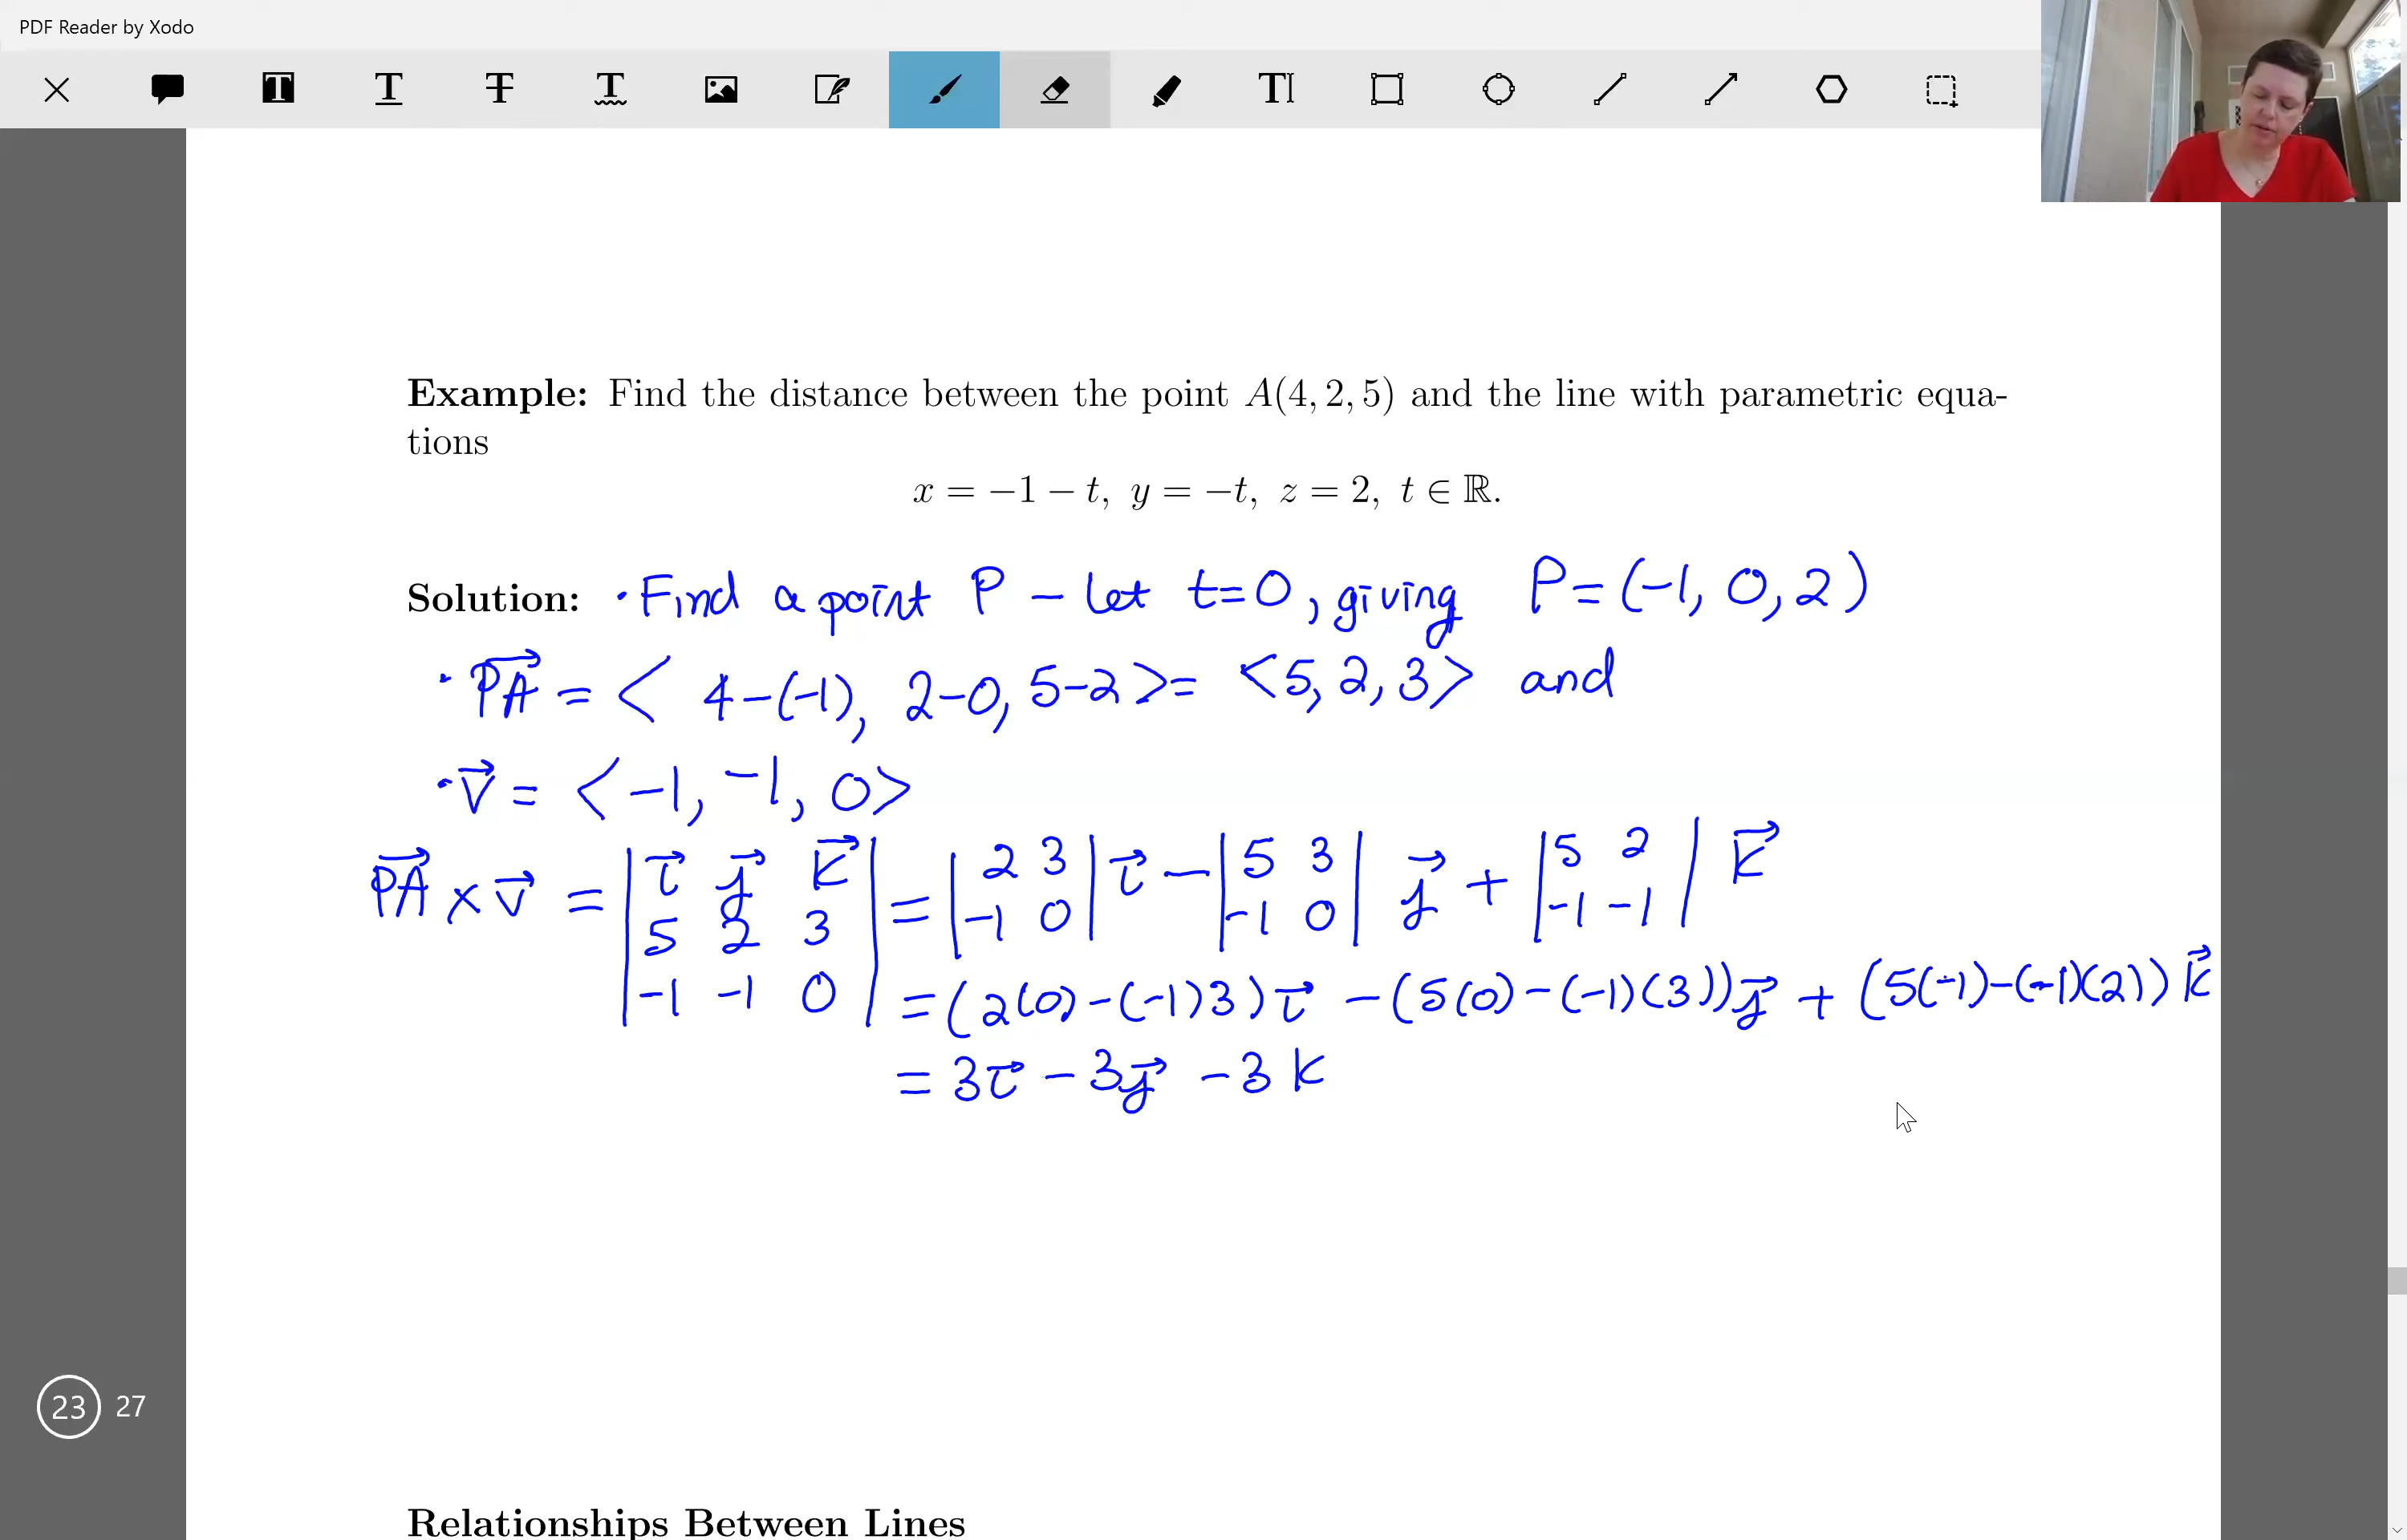 PDF Reader by Xodo
Example: Find the distance between the point A(4, 2, 5) and the line with parametric equa-
tions
x = −1 − t, y = −t, z = 2, t ∈ ℝ.
Solution: · Find a point P − let t=0, giving P = (-1, 0, 2)
· PA⃗ = < 4-(-1), 2-0, 5-2 > = <5, 2, 3> and
· v⃗ = < -1, -1, 0 >
PA⃗ × v⃗ = | i⃗ j⃗ k⃗ | = | 2 3 | i⃗ − | 5 3 | j⃗ + | 5 2 | k⃗
| 5 2 3 | | -1 0 | | -1 0 | | -1 -1 |
| -1 -1 0 | = (2(0) - (-1)3) i⃗ - (5(0) - (-1)(3)) j⃗ + (5(-1) - (-1)(2)) k⃗
= 3i⃗ - 3j⃗ - 3k
23 27
Relationships Between Lines